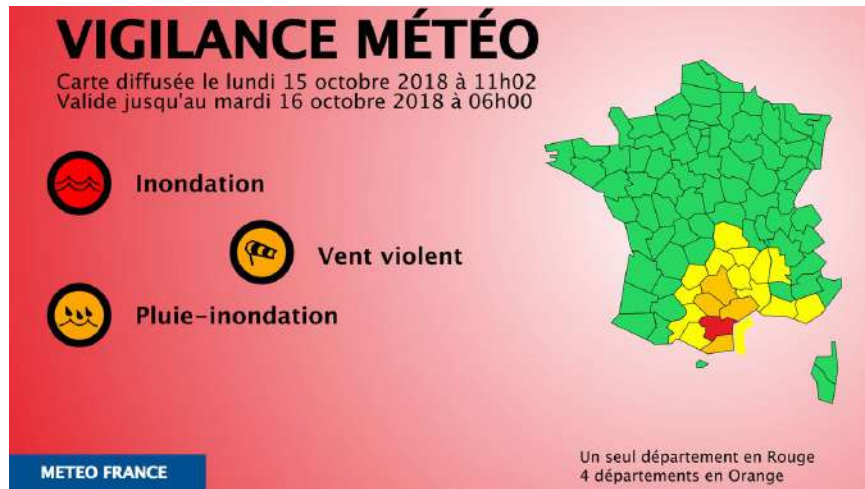 VIGILANCE MÉTÉO
Carte diffusée le lundi 15 octobre 2018 à 11h02
Valide jusqu'au mardi 16 octobre 2018 à 06h00
Inondation
Vent violent
Pluie-inondation
METEO FRANCE
Un seul département en Rouge
4 départements en Orange